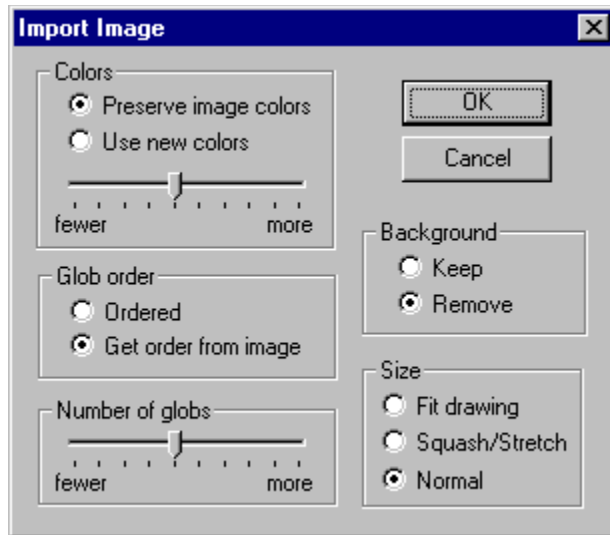 Import Image
Colors
Preserve image colors
Use new colors
fewer more
Glob order
Ordered
Get order from image
Number of globs
fewer more
OK
Cancel
Background
Keep
Remove
Size
Fit drawing
Squash/Stretch
Normal